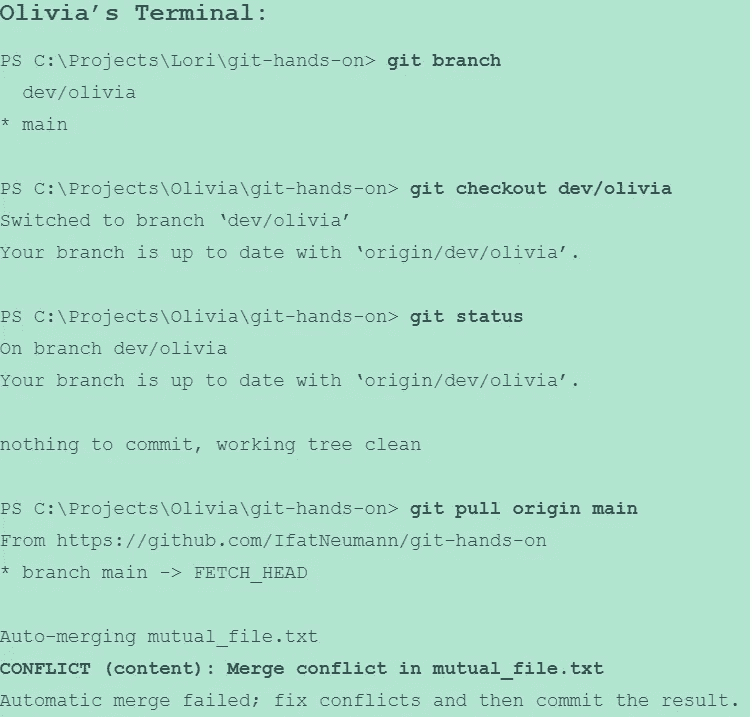 Olivia’s Terminal:
PS C:\Projects\Lori\git-hands-on> git branch
dev/olivia
* main
PS C:\Projects\Olivia\git-hands-on> git checkout dev/olivia
Switched to branch ‘dev/olivia’
Your branch is up to date with ‘origin/dev/olivia’.
PS C:\Projects\Olivia\git-hands-on> git status
On branch dev/olivia
Your branch is up to date with ‘origin/dev/olivia’.
nothing to commit, working tree clean
PS C:\Projects\Olivia\git-hands-on> git pull origin main
From https://github.com/IfatNeumann/git-hands-on
* branch main -> FETCH_HEAD
Auto-merging mutual_file.txt
CONFLICT (content): Merge conflict in mutual_file.txt
Automatic merge failed; fix conflicts and then commit the result.